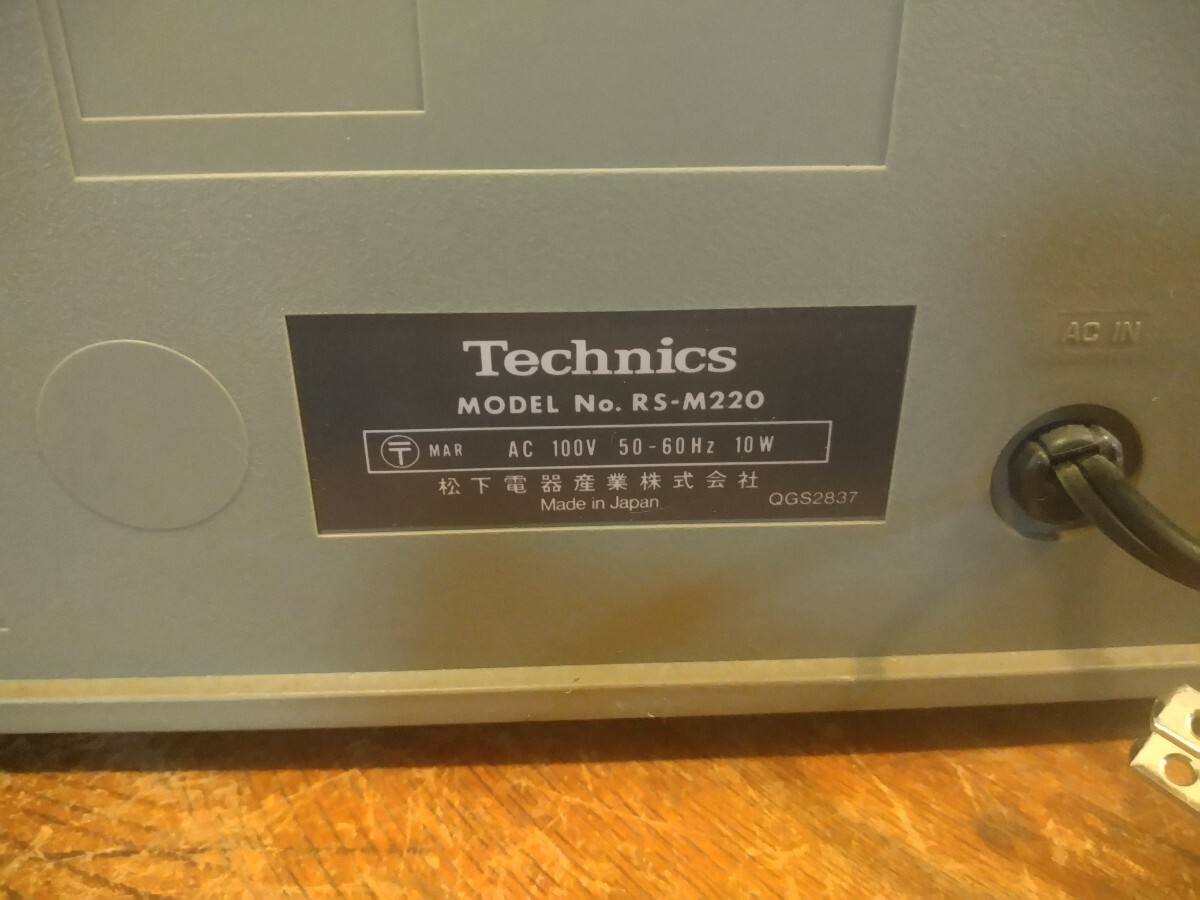 Technics
MODEL No. RS-M220
〒 MAR AC 100V 50-60Hz 10W
松下電器産業株式会社
Made in Japan QGS2837
AC IN